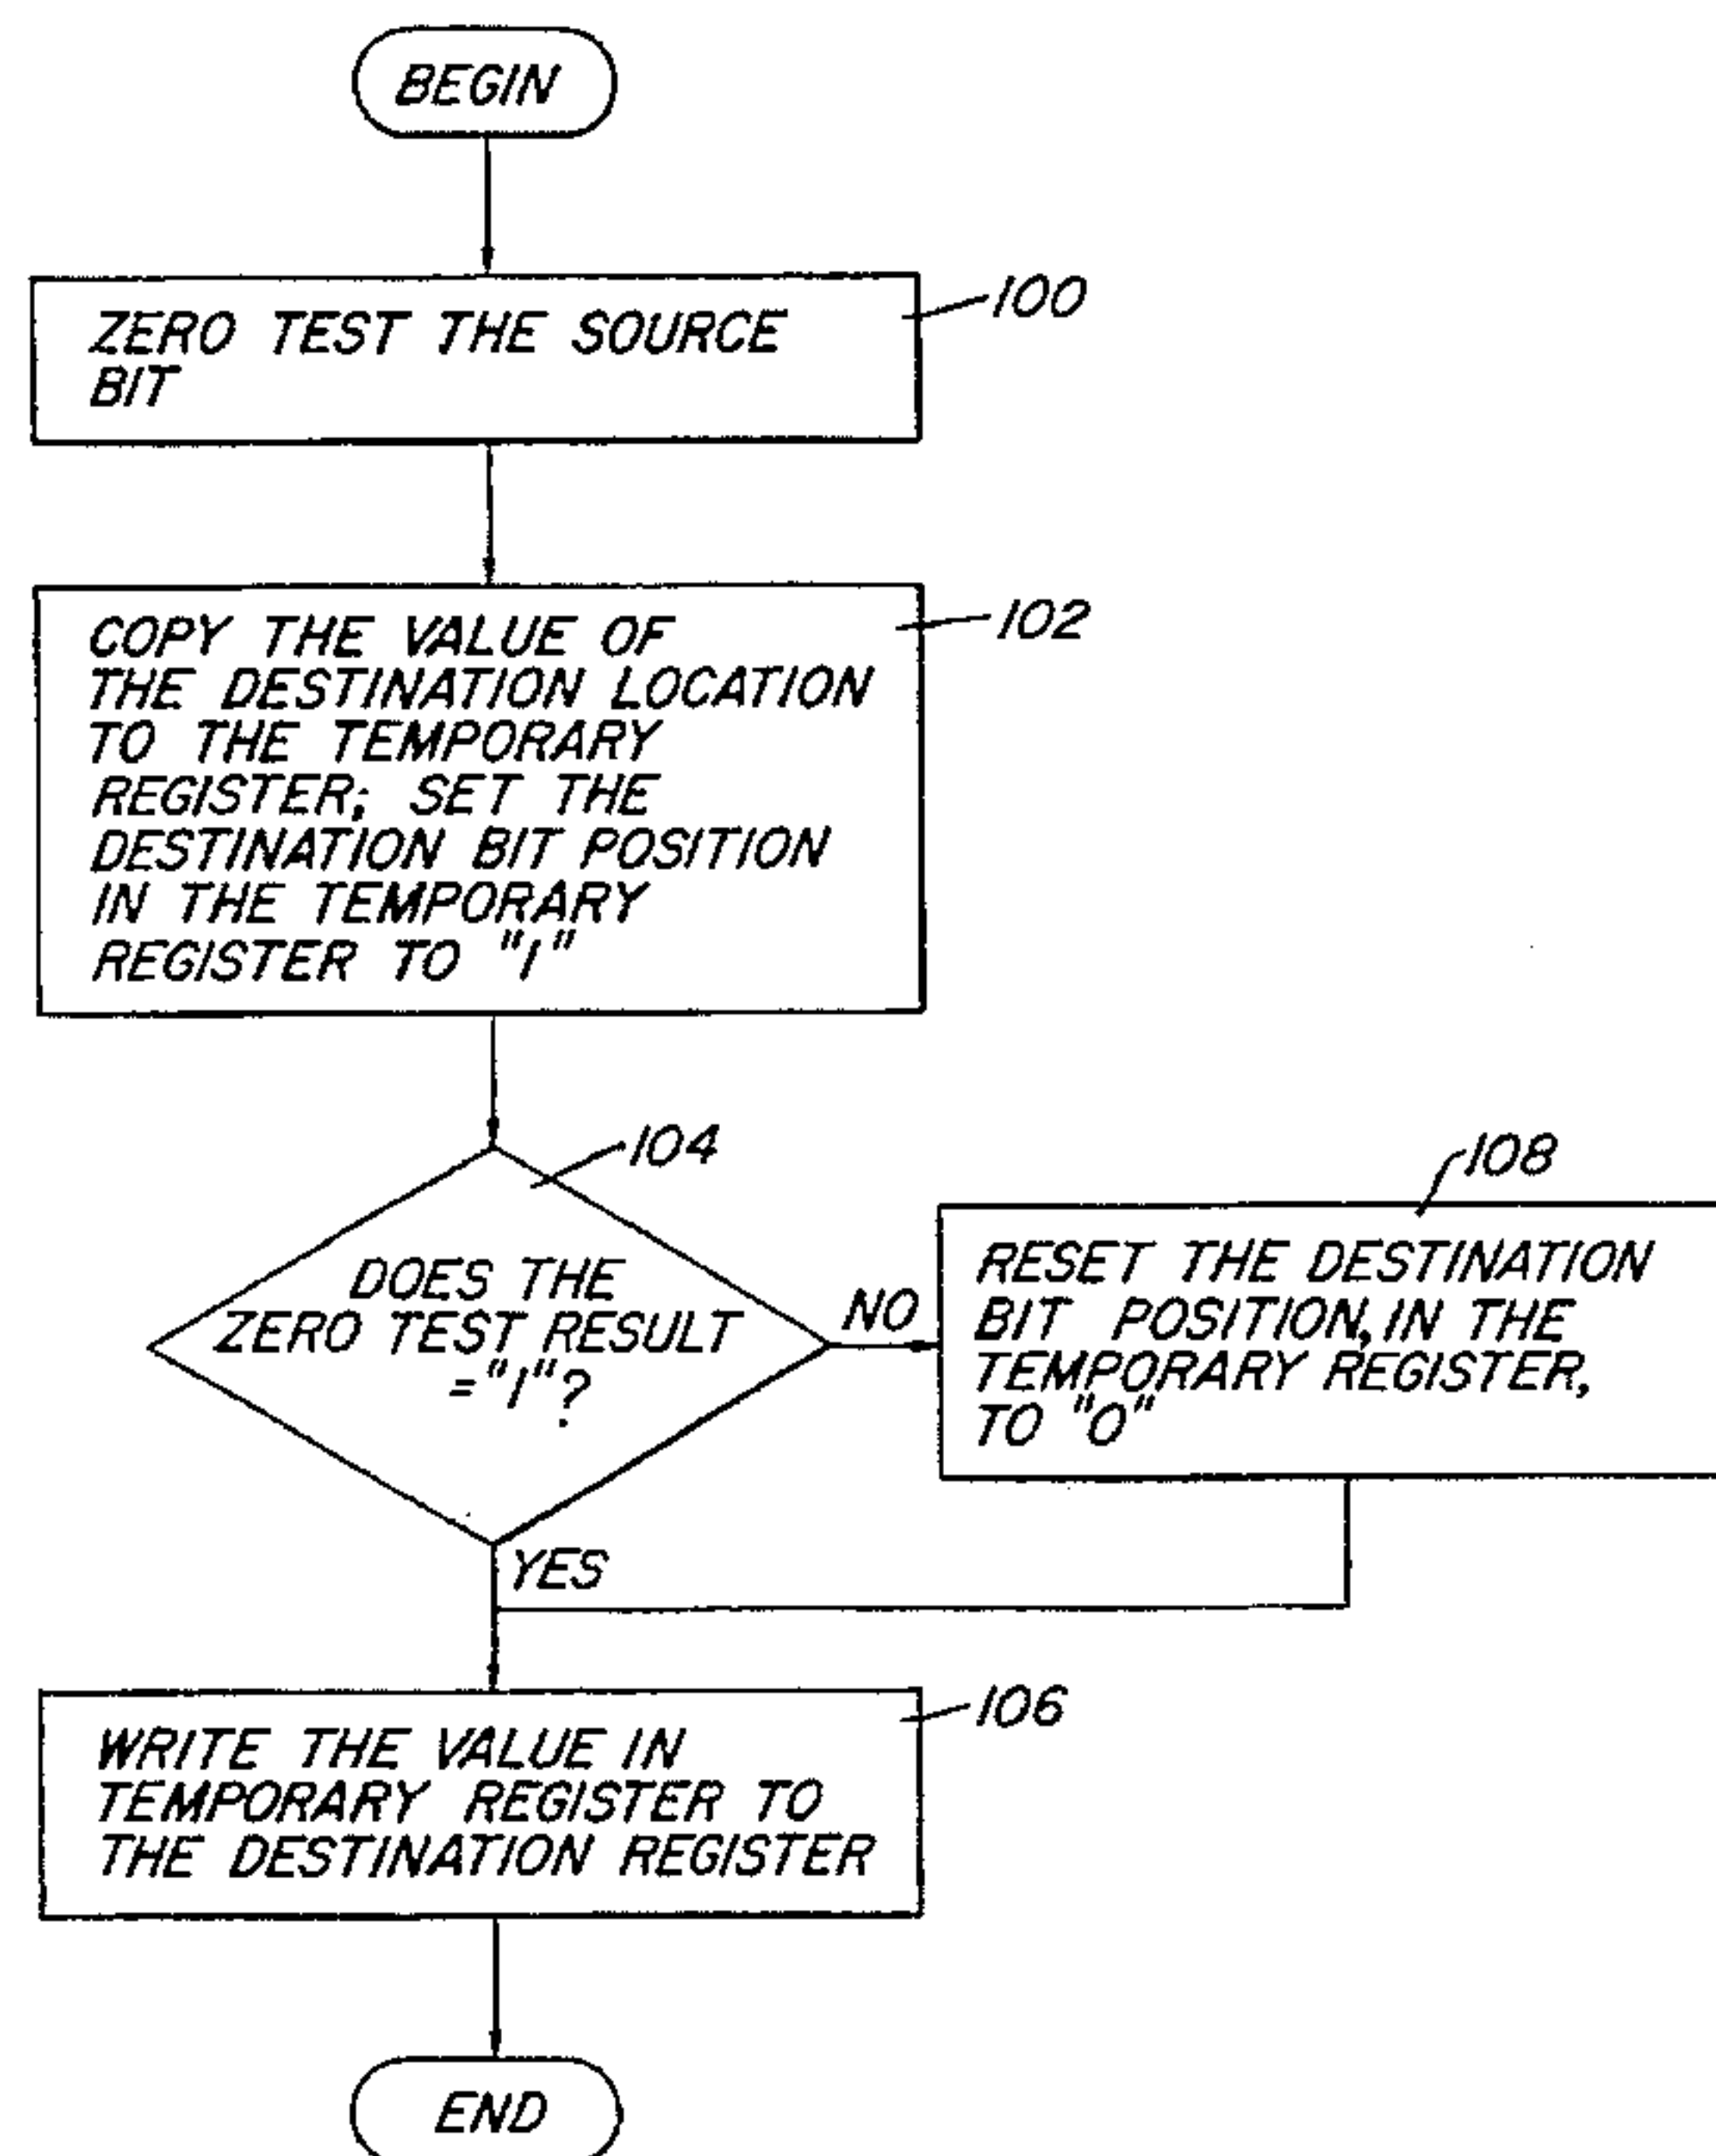 BEGIN
100
ZERO TEST THE SOURCE
BIT
102
COPY THE VALUE OF
THE DESTINATION LOCATION
TO THE TEMPORARY
REGISTER; SET THE
DESTINATION BIT POSITION
IN THE TEMPORARY
REGISTER TO "1"
104
DOES THE
ZERO TEST RESULT
="1"?
NO
108
RESET THE DESTINATION
BIT POSITION, IN THE
TEMPORARY REGISTER,
TO "0"
YES
106
WRITE THE VALUE IN
TEMPORARY REGISTER TO
THE DESTINATION REGISTER
END